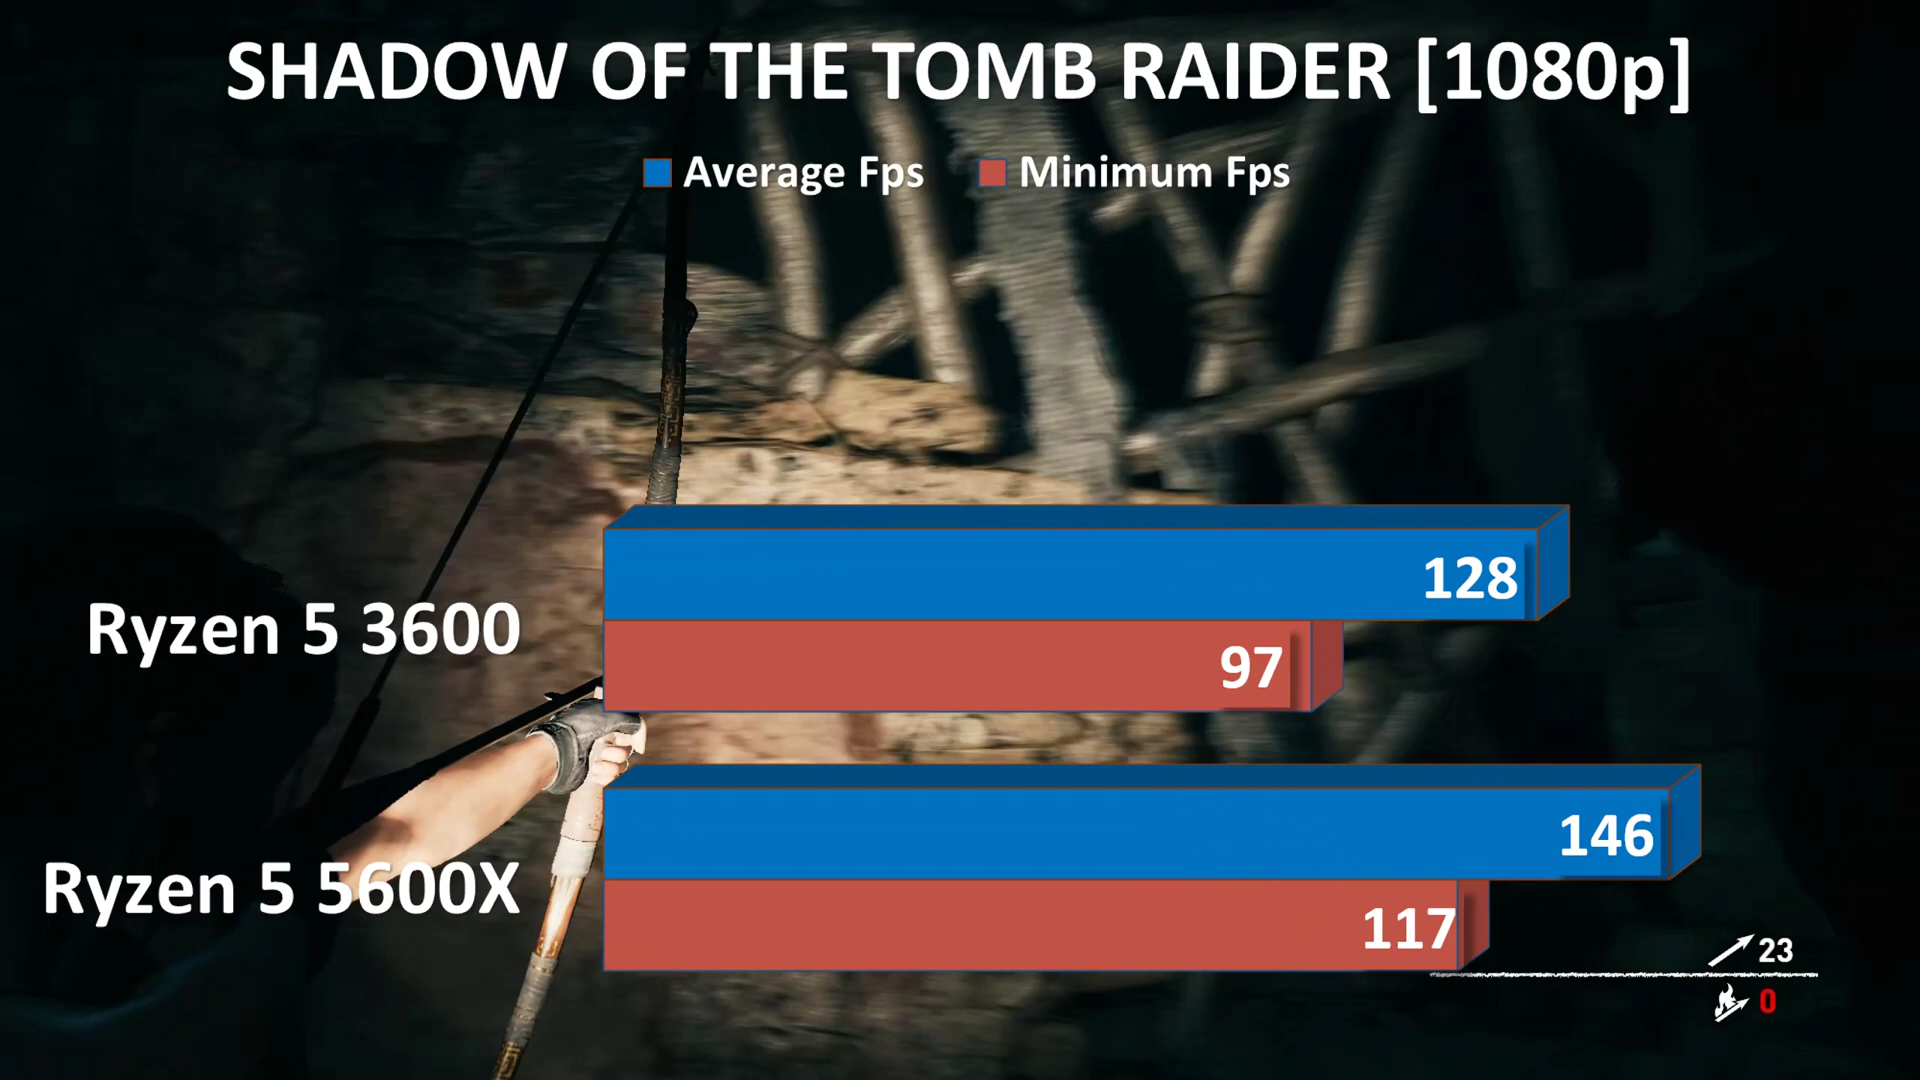 SHADOW OF THE TOMB RAIDER [1080p]
Average Fps Minimum Fps
Ryzen 5 3600
128
97
Ryzen 5 5600X
146
117
23
0